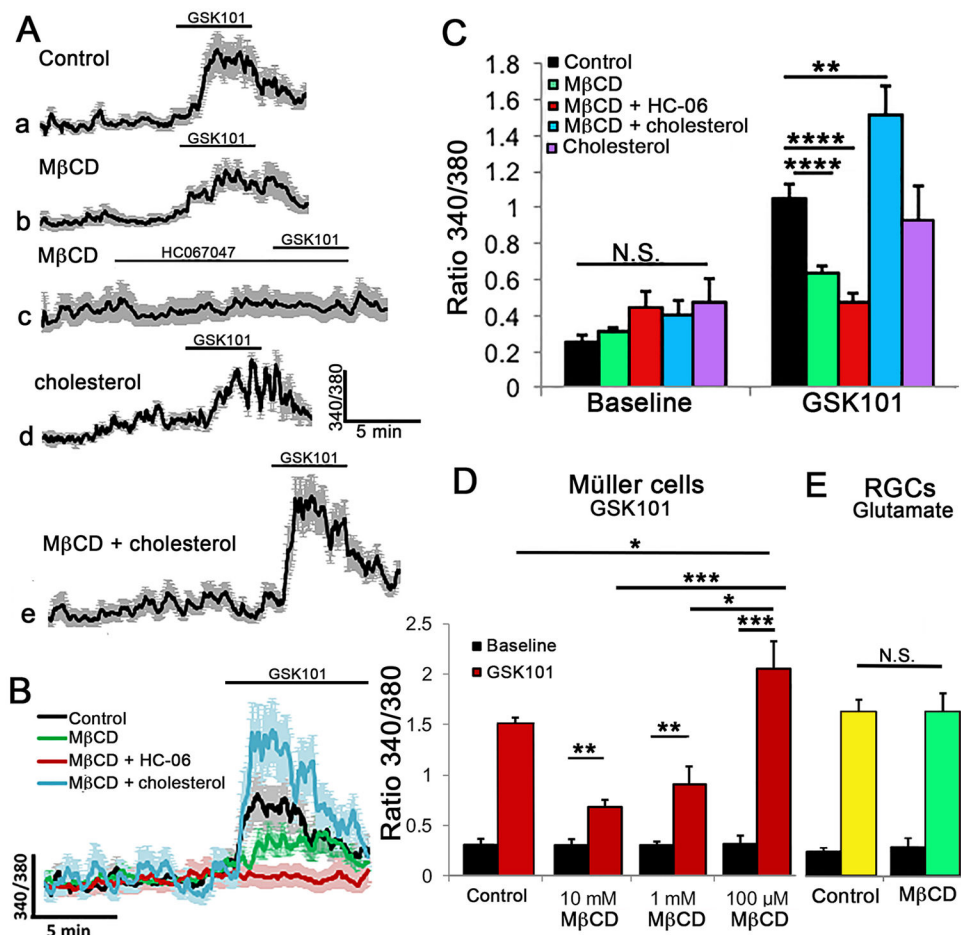 A
GSK101
Control
a
GSK101
MβCD
b
GSK101
MβCD
HC067047
c
GSK101
cholesterol
d
340/380
5 min
GSK101
MβCD + cholesterol
e
B
GSK101
Control
MβCD
MβCD + HC-06
MβCD + cholesterol
340/380
5 min
C
Control
MβCD
MβCD + HC-06
MβCD + cholesterol
Cholesterol
**
****
****
N.S.
Ratio 340/380
1.8
1.6
1.4
1.2
1
0.8
0.6
0.4
0.2
0
Baseline
GSK101
D
Müller cells
GSK101
*
***
*
***
**
**
Baseline
GSK101
Ratio 340/380
2.5
2
1.5
1
0.5
0
Control
10 mM
MβCD
1 mM
MβCD
100 µM
MβCD
E
RGCs
Glutamate
N.S.
Control
MβCD